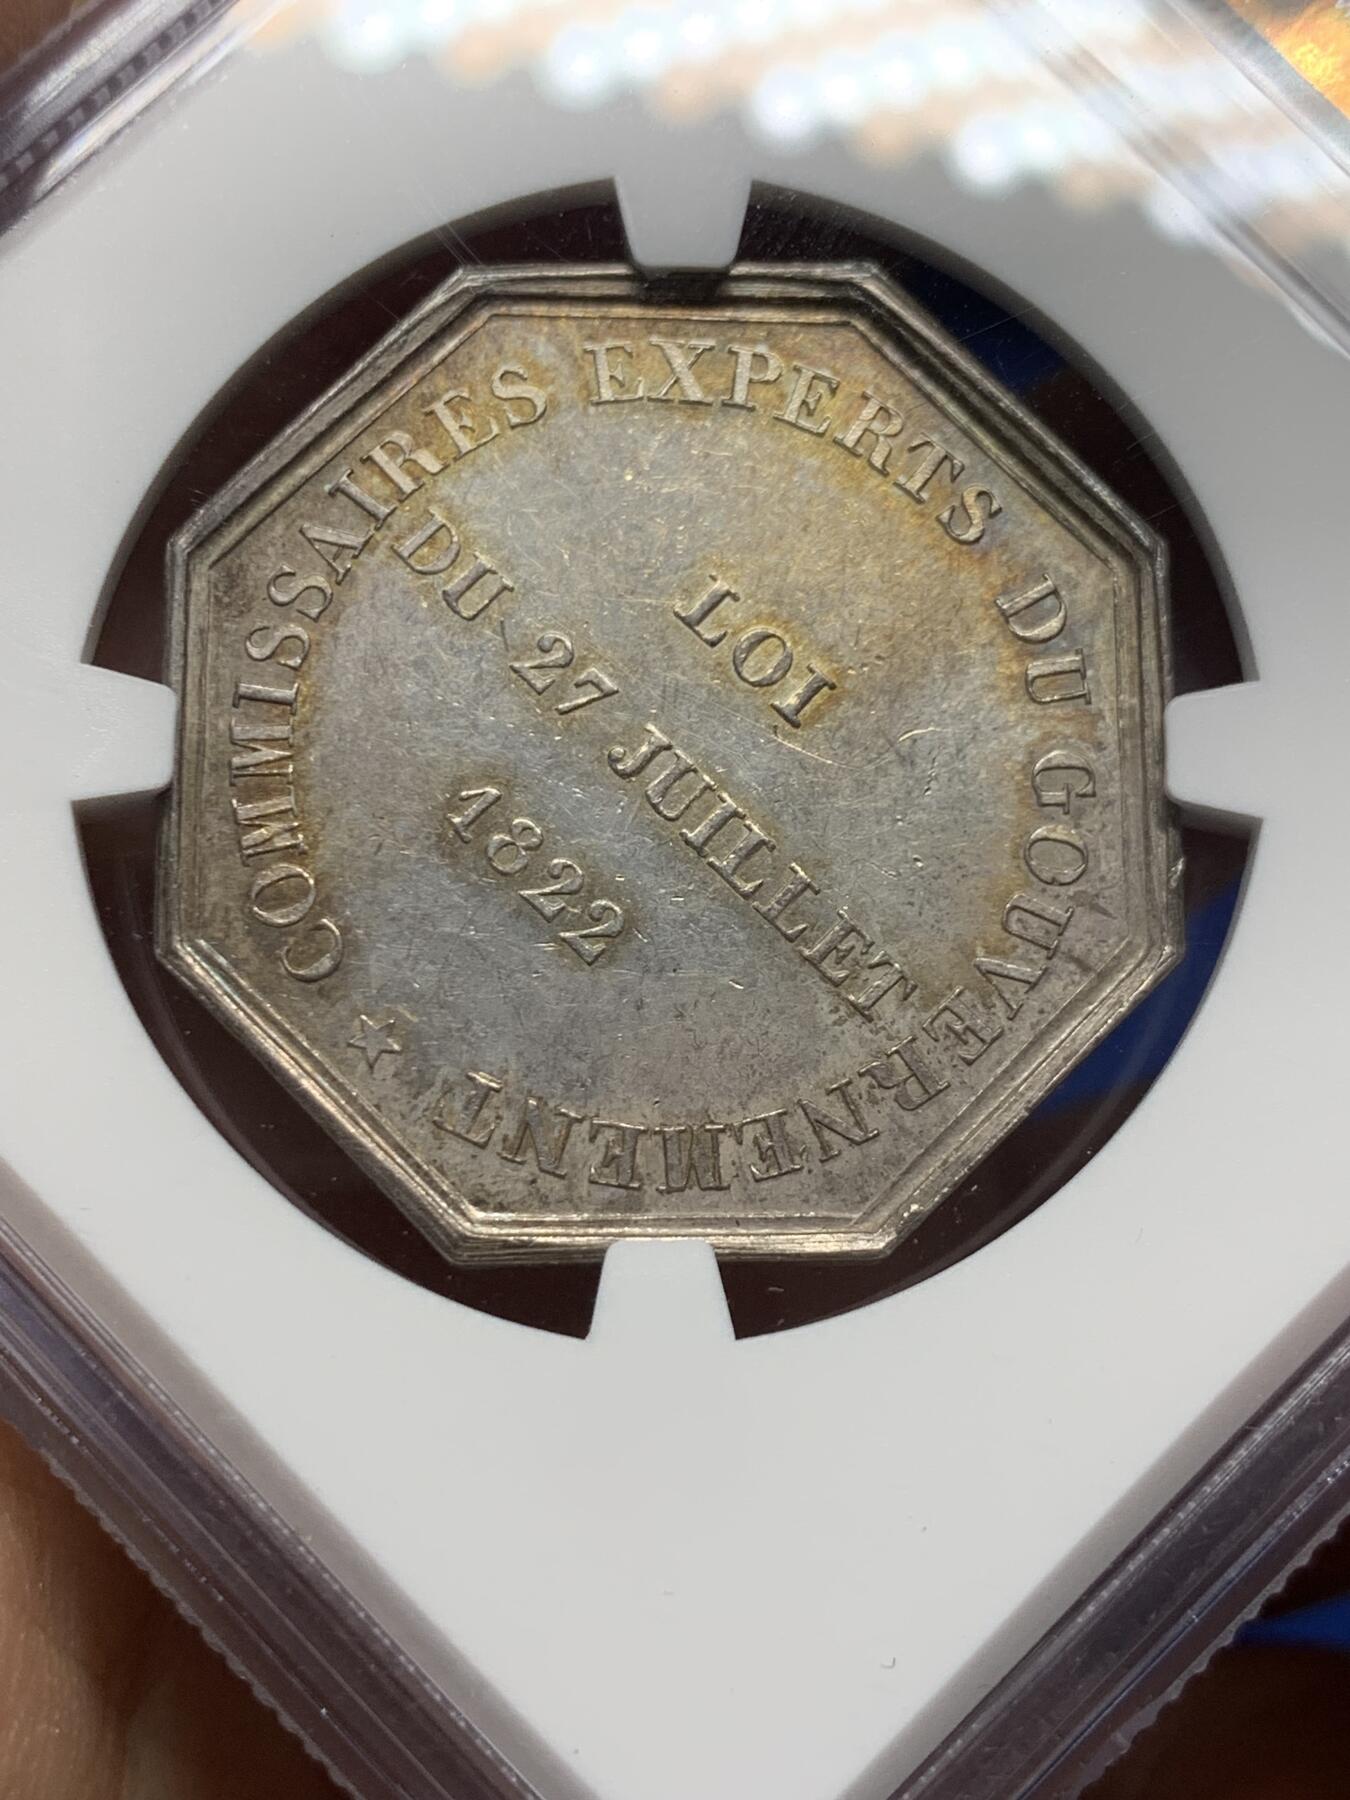 COMMISSAIRES EXPERTS DU GOUVERNEMENT
LOI
DU 27 JUILLET
1822